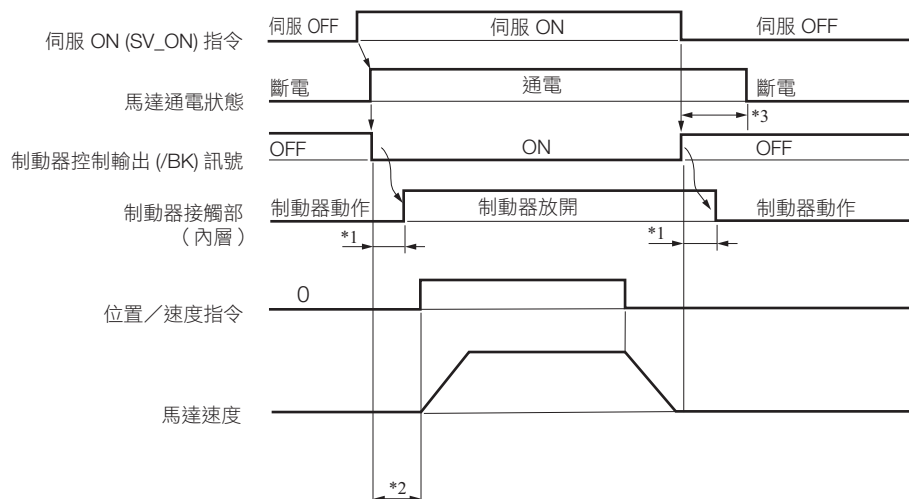 伺服 ON (SV_ON) 指令 伺服 OFF 伺服 ON 伺服 OFF
馬達通電狀態 斷電 通電 斷電
*3
制動器控制輸出 (/BK) 訊號 OFF ON OFF
制動器接觸部 制動器動作 制動器放開 制動器動作
（內層）
*1 *1
位置／速度指令 0
馬達速度
*2